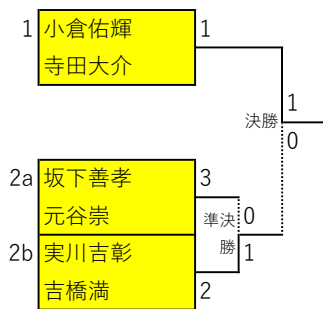 1 小倉佑輝 1
寺田大介
1
決勝
0
2a 坂下善孝 3
元谷崇
準決 0
勝
2b 実川吉彰 1
吉橋満 2